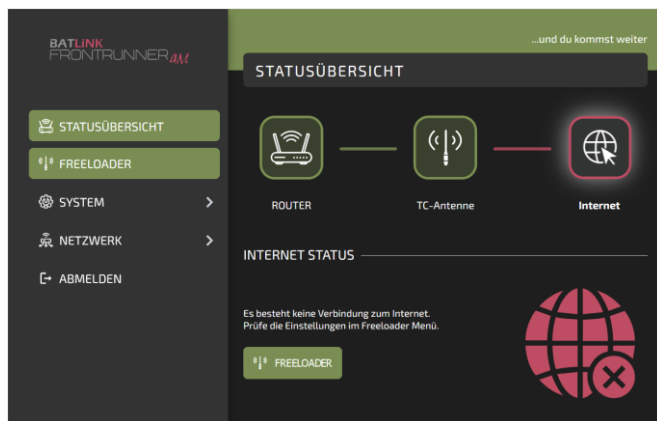 BATLINK
FRONTRUNNER am
...und du kommst weiter
STATUSÜBERSICHT
STATUSÜBERSICHT
FREELOADER
SYSTEM
NETZWERK
ABMELDEN
ROUTER
TC-Antenne
Internet
INTERNET STATUS
Es besteht keine Verbindung zum Internet.
Prüfe die Einstellungen im Freeloader Menü.
FREELOADER